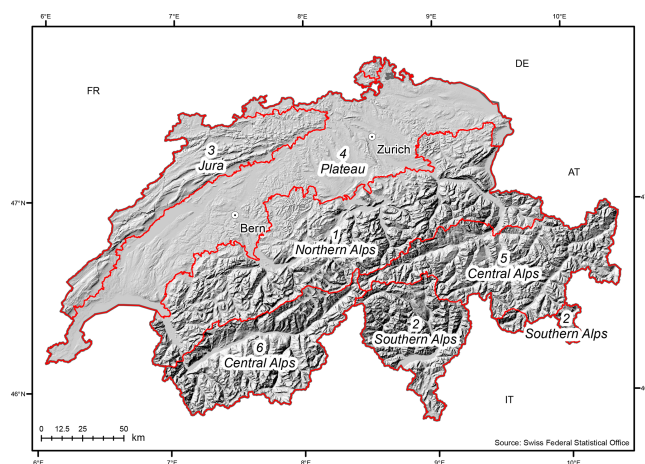 6°E 7°E 8°E 9°E 10°E
DE
FR
3
Jura
4
Plateau
Zurich
AT
47°N
Bern
1
Northern Alps
5
Central Alps
2
Southern Alps
2
Southern Alps
6
Central Alps
46°N
IT
0 12.5 25 50
km
Source: Swiss Federal Statistical Office
6°E 7°E 8°E 9°E 10°E